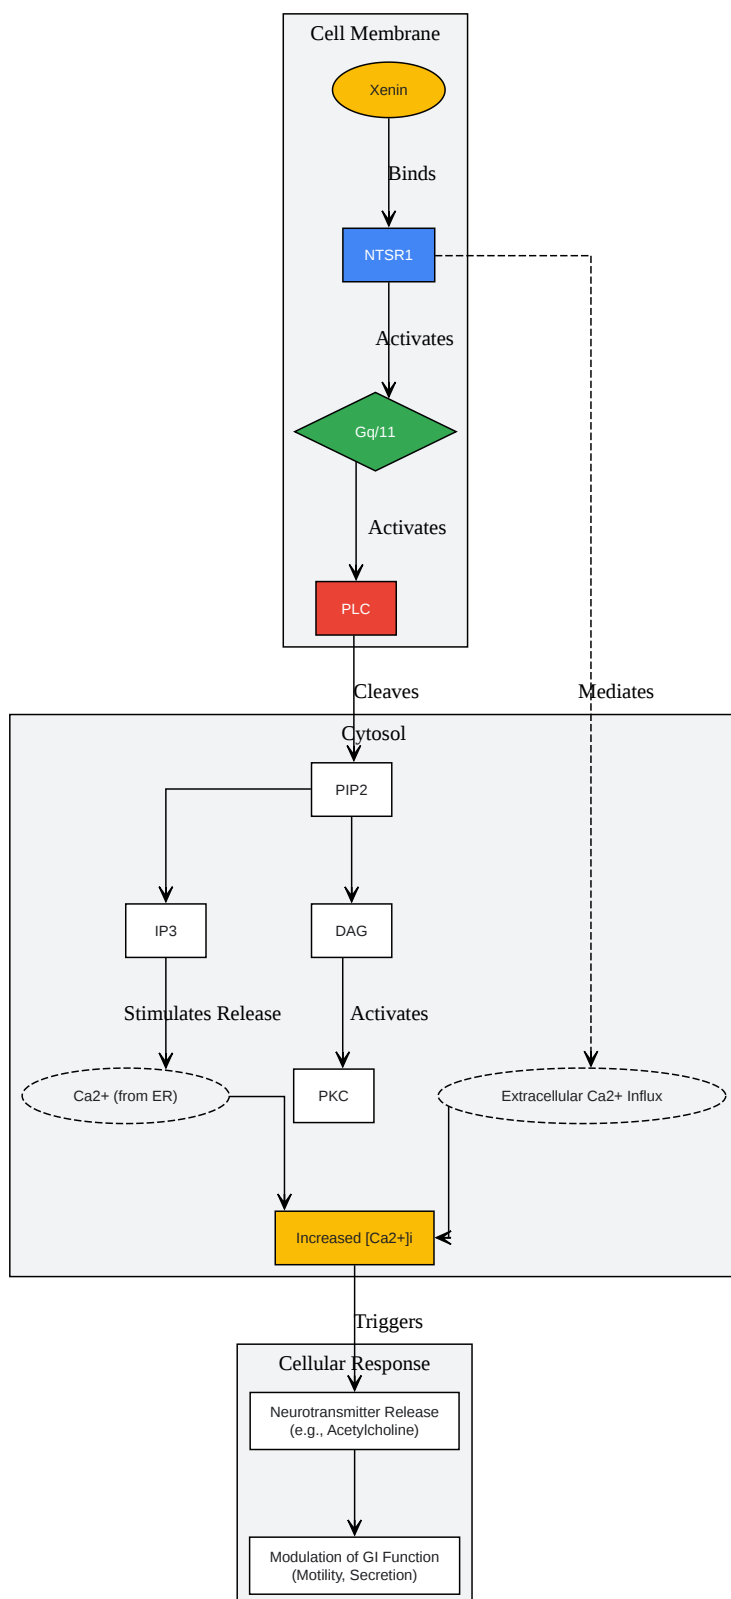 Cell Membrane
Xenin
Binds
NTSR1
Activates
Gq/11
Activates
PLC
Cleaves
Mediates
Cytosol
PIP2
IP3
DAG
Stimulates Release
Activates
Ca2+ (from ER)
PKC
Extracellular Ca2+ Influx
Increased [Ca2+]i
Triggers
Cellular Response
Neurotransmitter Release
(e.g., Acetylcholine)
Modulation of GI Function
(Motility, Secretion)